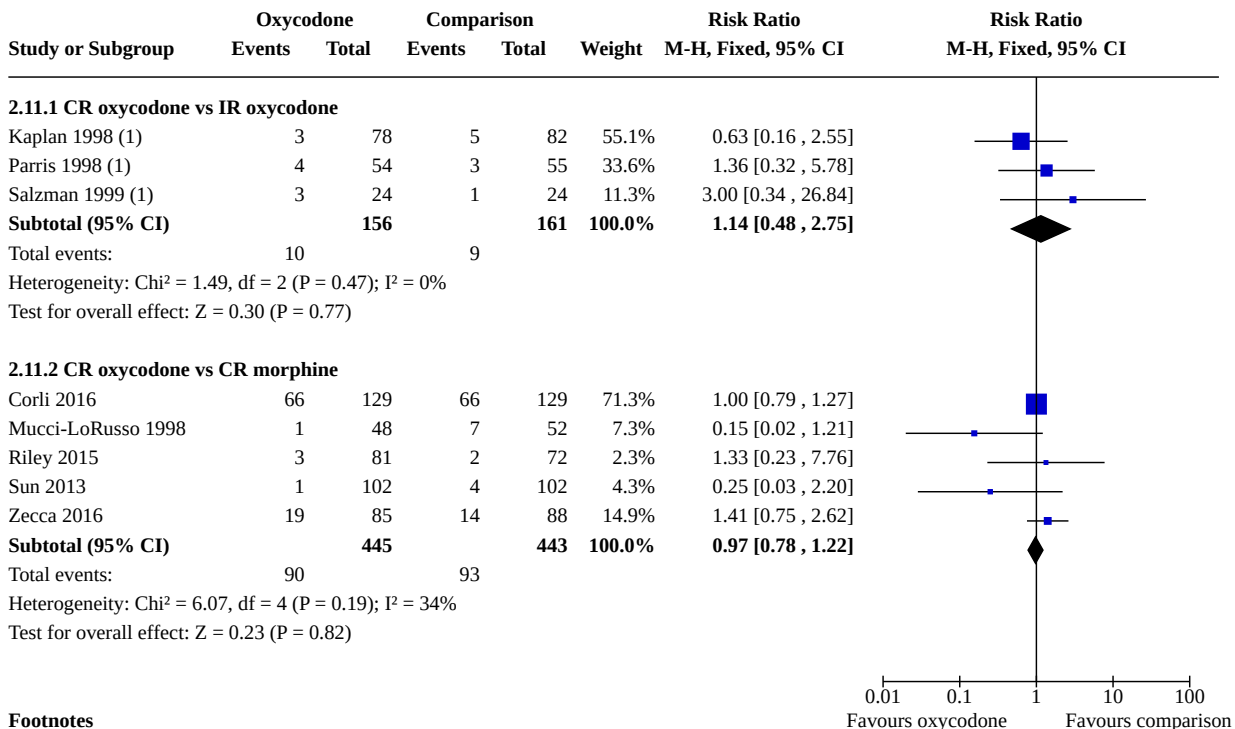 Oxycodone Comparison Risk Ratio Risk Ratio
Study or Subgroup Events Total Events Total Weight M-H, Fixed, 95% CI M-H, Fixed, 95% CI
2.11.1 CR oxycodone vs IR oxycodone
Kaplan 1998 (1) 3 78 5 82 55.1% 0.63 [0.16 , 2.55]
Parris 1998 (1) 4 54 3 55 33.6% 1.36 [0.32 , 5.78]
Salzman 1999 (1) 3 24 1 24 11.3% 3.00 [0.34 , 26.84]
Subtotal (95% CI) 156 161 100.0% 1.14 [0.48 , 2.75]
Total events: 10 9
Heterogeneity: Chi² = 1.49, df = 2 (P = 0.47); I² = 0%
Test for overall effect: Z = 0.30 (P = 0.77)
2.11.2 CR oxycodone vs CR morphine
Corli 2016 66 129 66 129 71.3% 1.00 [0.79 , 1.27]
Mucci-LoRusso 1998 1 48 7 52 7.3% 0.15 [0.02 , 1.21]
Riley 2015 3 81 2 72 2.3% 1.33 [0.23 , 7.76]
Sun 2013 1 102 4 102 4.3% 0.25 [0.03 , 2.20]
Zecca 2016 19 85 14 88 14.9% 1.41 [0.75 , 2.62]
Subtotal (95% CI) 445 443 100.0% 0.97 [0.78 , 1.22]
Total events: 90 93
Heterogeneity: Chi² = 6.07, df = 4 (P = 0.19); I² = 34%
Test for overall effect: Z = 0.23 (P = 0.82)
0.01 0.1 1 10 100
Footnotes Favours oxycodone Favours comparison